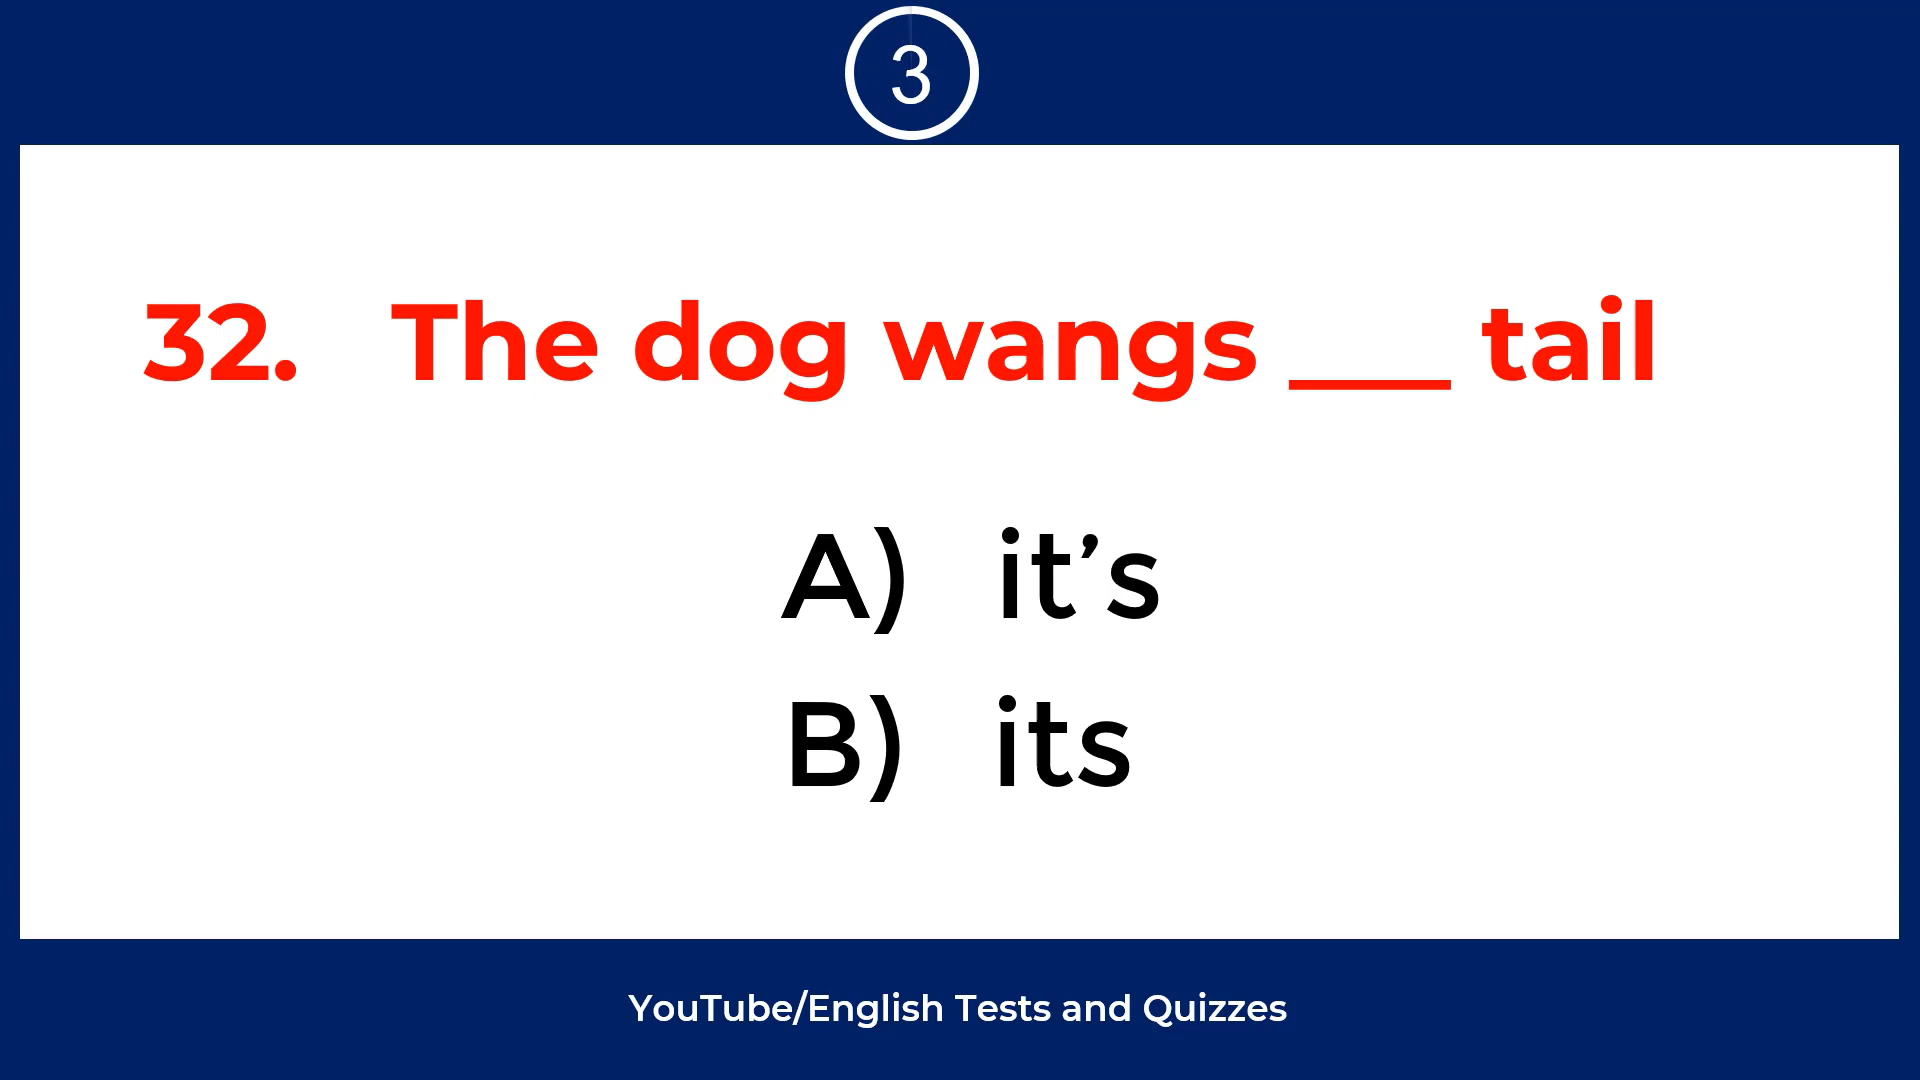 3
32. The dog wangs ___ tail
A) it’s
B) its
YouTube/English Tests and Quizzes